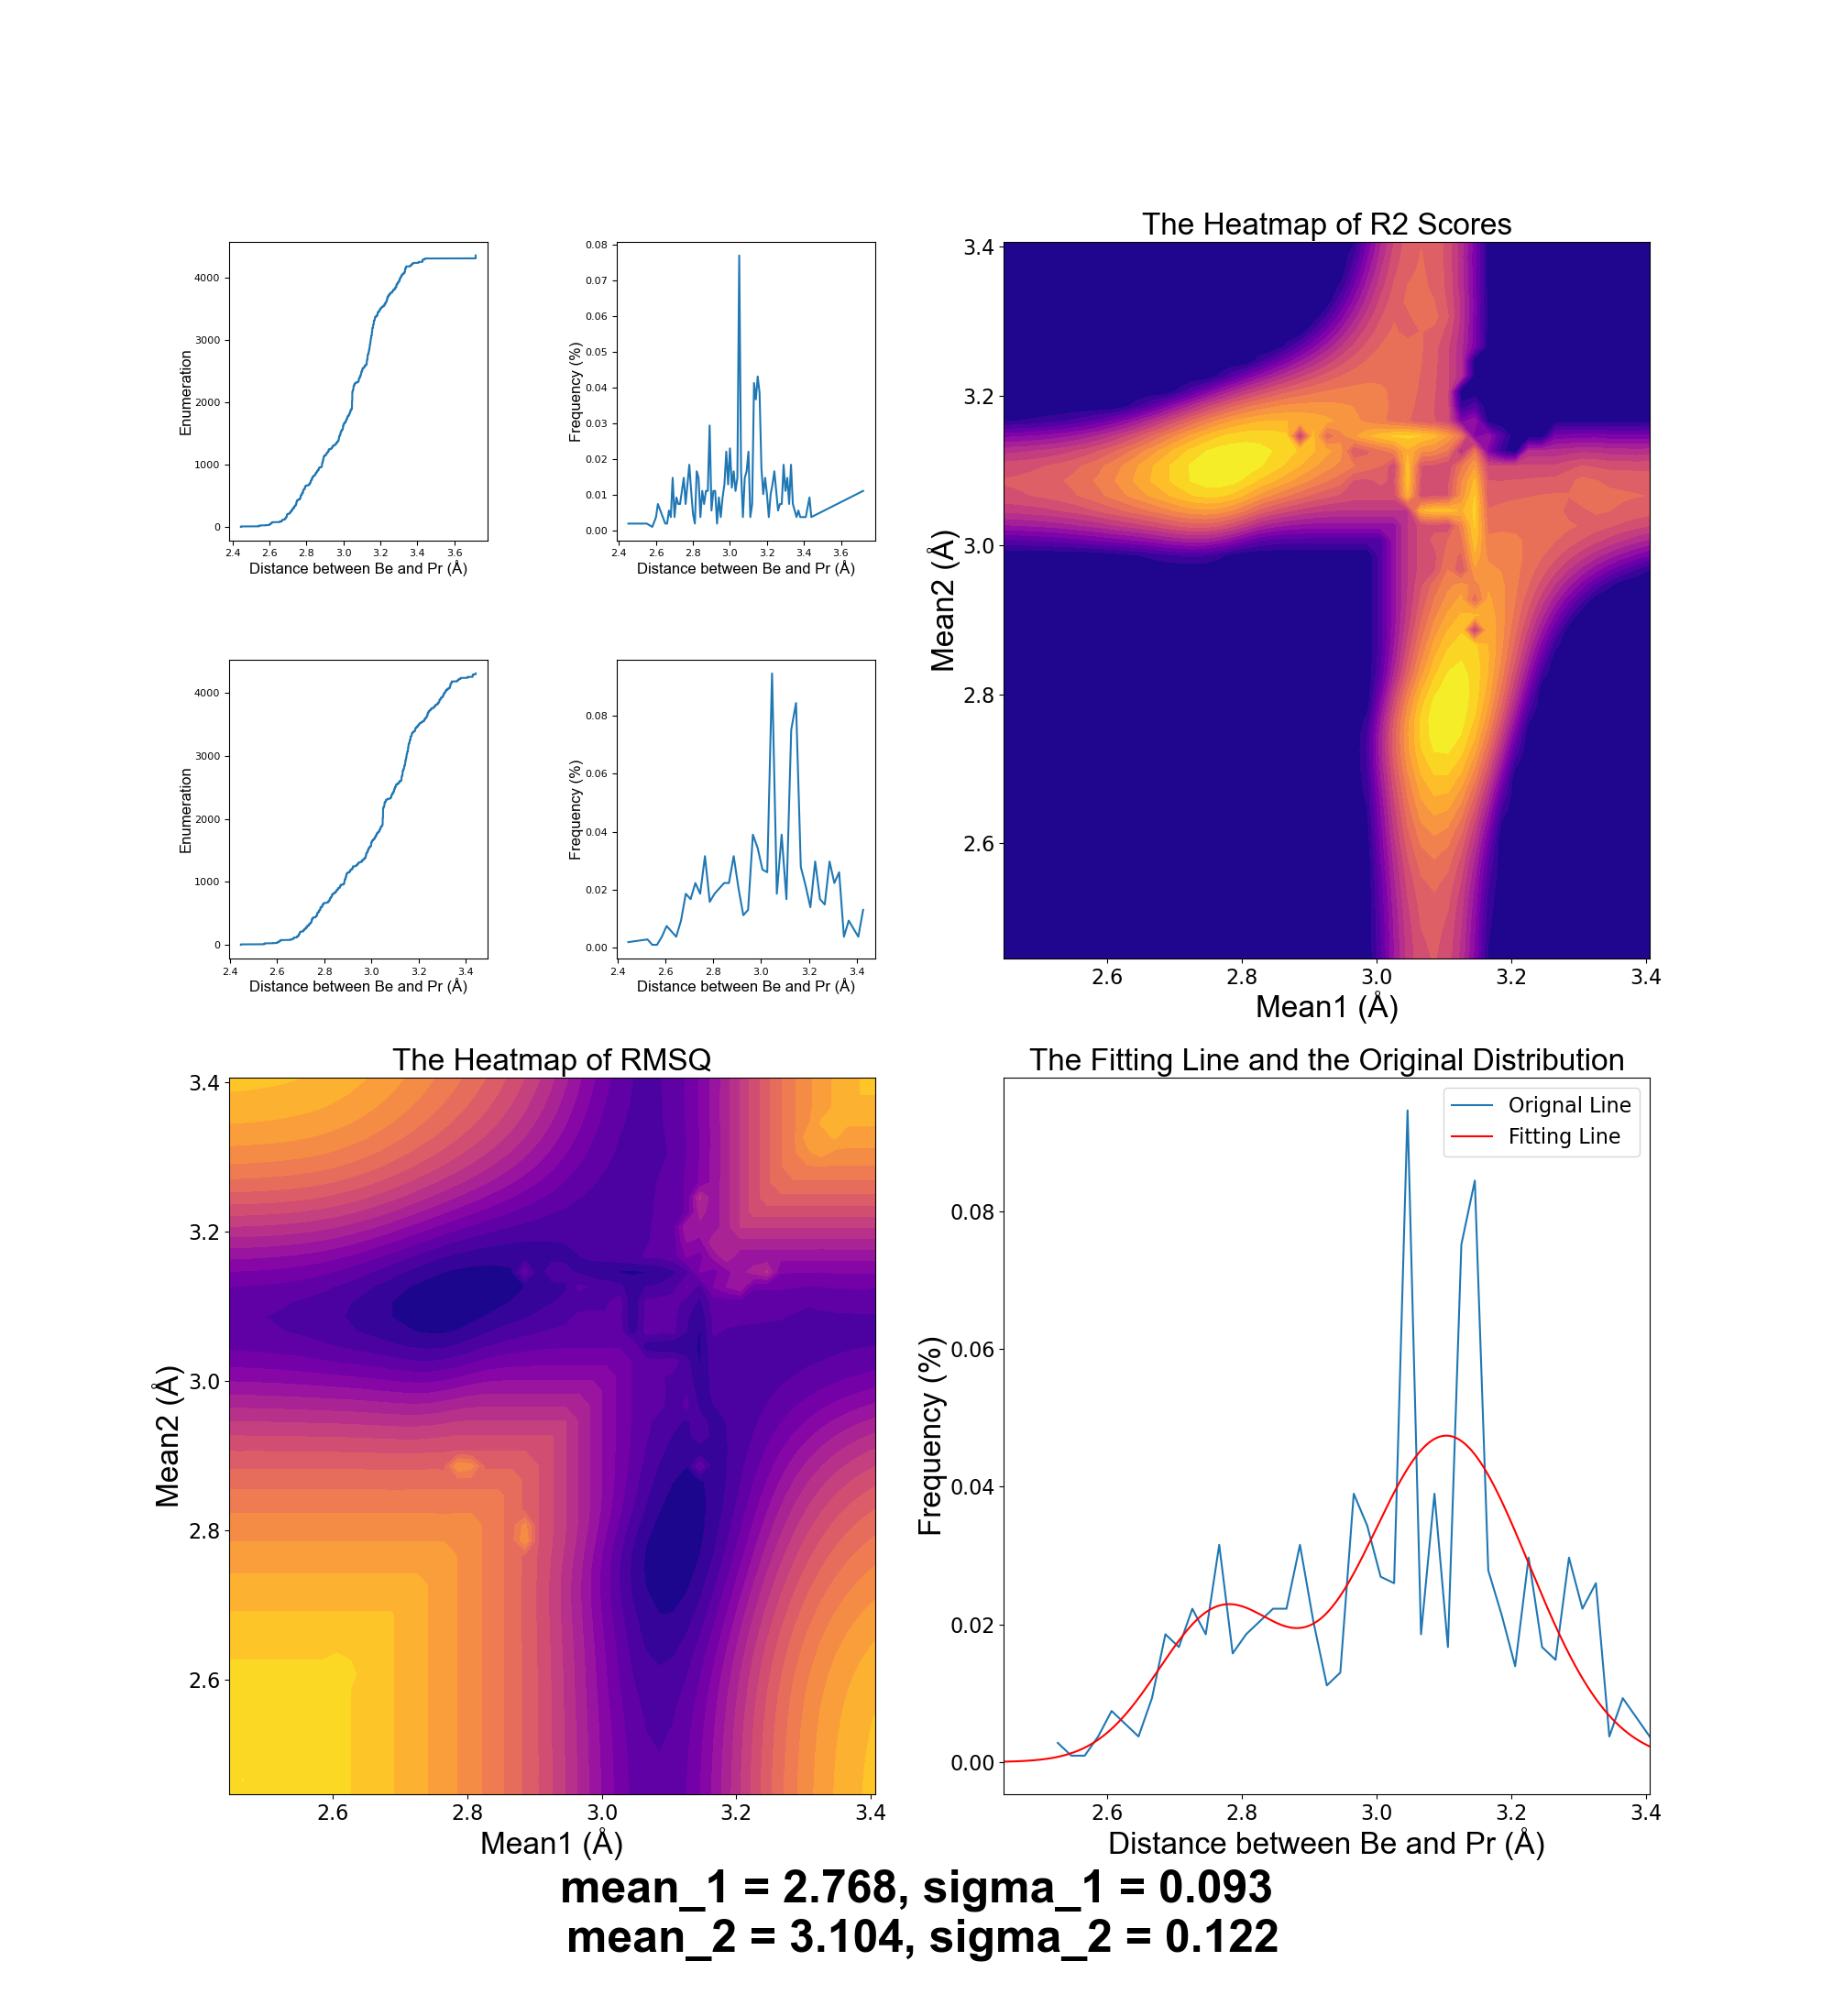 Enumeration
4000
3000
2000
1000
0
2.4 2.6 2.8 3.0 3.2 3.4 3.6
Distance between Be and Pr (Å)
Frequency (%)
0.08
0.07
0.06
0.05
0.04
0.03
0.02
0.01
0.00
2.4 2.6 2.8 3.0 3.2 3.4 3.6
Distance between Be and Pr (Å)
Enumeration
4000
3000
2000
1000
0
2.4 2.6 2.8 3.0 3.2 3.4
Distance between Be and Pr (Å)
Frequency (%)
0.08
0.06
0.04
0.02
0.00
2.4 2.6 2.8 3.0 3.2 3.4
Distance between Be and Pr (Å)
The Heatmap of R2 Scores
Mean2 (Å)
3.4
3.2
3.0
2.8
2.6
2.6 2.8 3.0 3.2 3.4
Mean1 (Å)
The Heatmap of RMSQ
Mean2 (Å)
3.4
3.2
3.0
2.8
2.6
2.6 2.8 3.0 3.2 3.4
Mean1 (Å)
The Fitting Line and the Original Distribution
Orignal Line
Fitting Line
Frequency (%)
0.08
0.06
0.04
0.02
0.00
2.6 2.8 3.0 3.2 3.4
Distance between Be and Pr (Å)
mean_1 = 2.768, sigma_1 = 0.093
mean_2 = 3.104, sigma_2 = 0.122